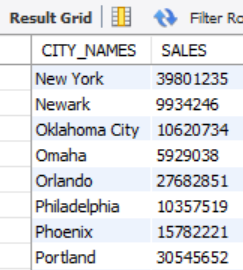 Result Grid Filter Ro
CITY_NAMES SALES
New York 39801235
Newark 9934246
Oklahoma City 10620734
Omaha 5929038
Orlando 27682851
Philadelphia 10357519
Phoenix 15782221
Portland 30545652